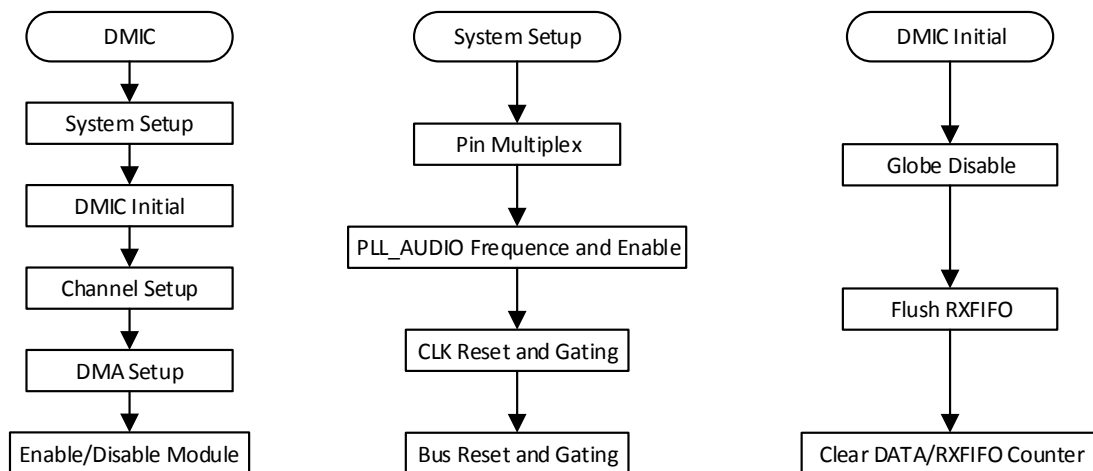 DMIC
System Setup
DMIC Initial
Channel Setup
DMA Setup
Enable/Disable Module
System Setup
Pin Multiplex
PLL_AUDIO Frequence and Enable
CLK Reset and Gating
Bus Reset and Gating
DMIC Initial
Globe Disable
Flush RXFIFO
Clear DATA/RXFIFO Counter